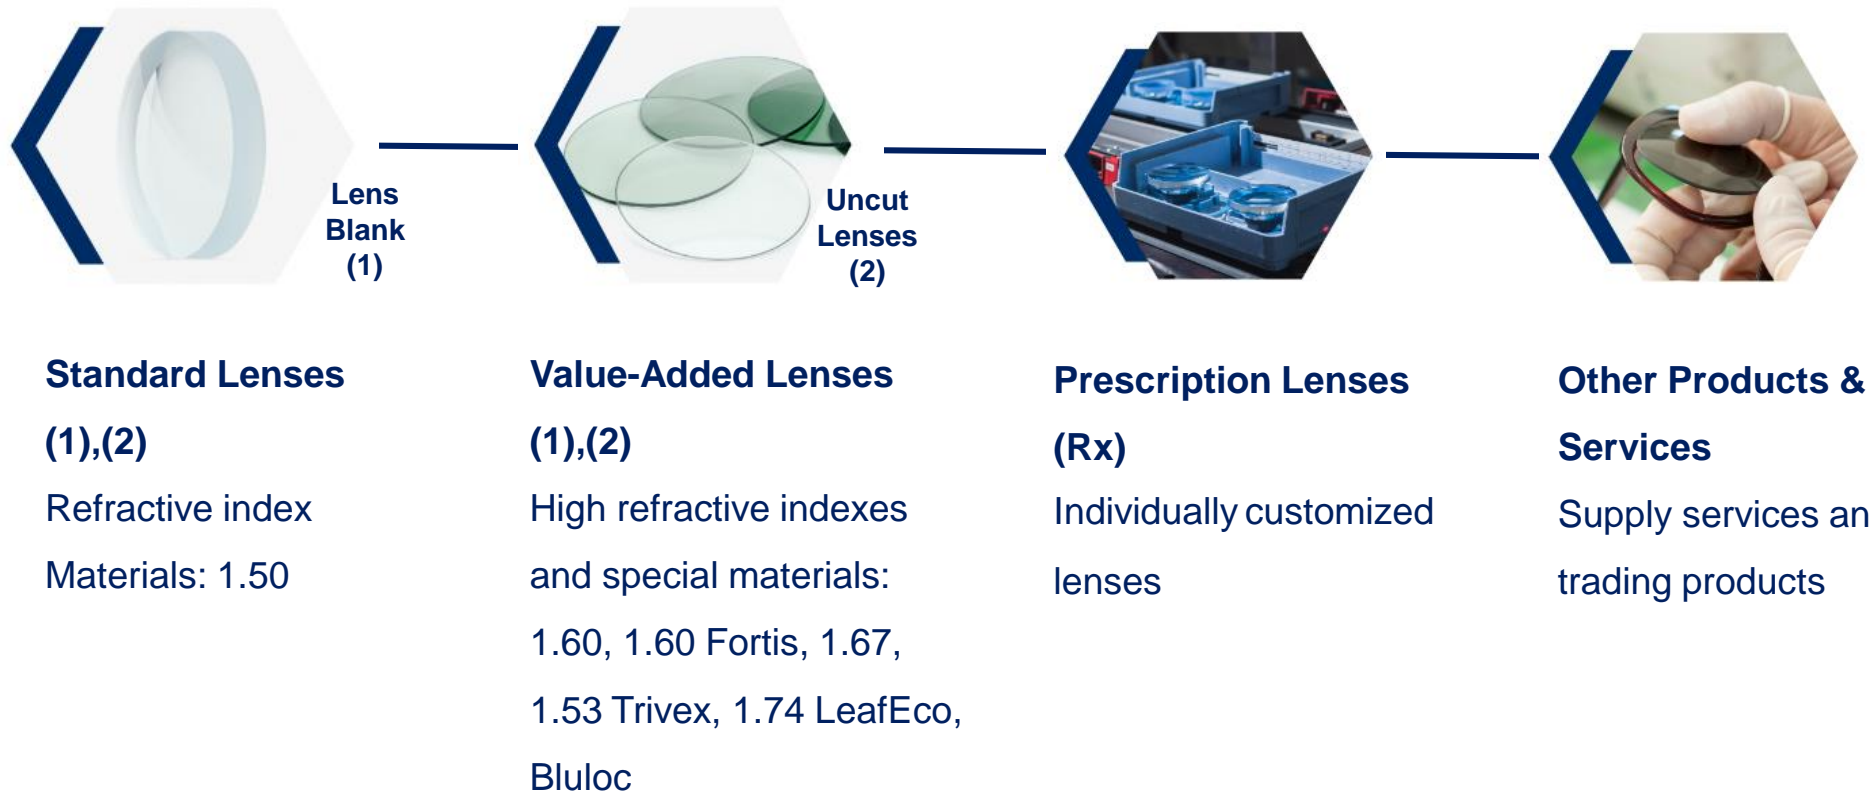 Lens
Blank
(1)
Uncut
Lenses
(2)
Standard Lenses
(1),(2)
Refractive index
Materials: 1.50
Value-Added Lenses
(1),(2)
High refractive indexes
and special materials:
1.60, 1.60 Fortis, 1.67,
1.53 Trivex, 1.74 LeafEco,
Bluloc
Prescription Lenses
(Rx)
Individually customized
lenses
Other Products &
Services
Supply services an
trading products